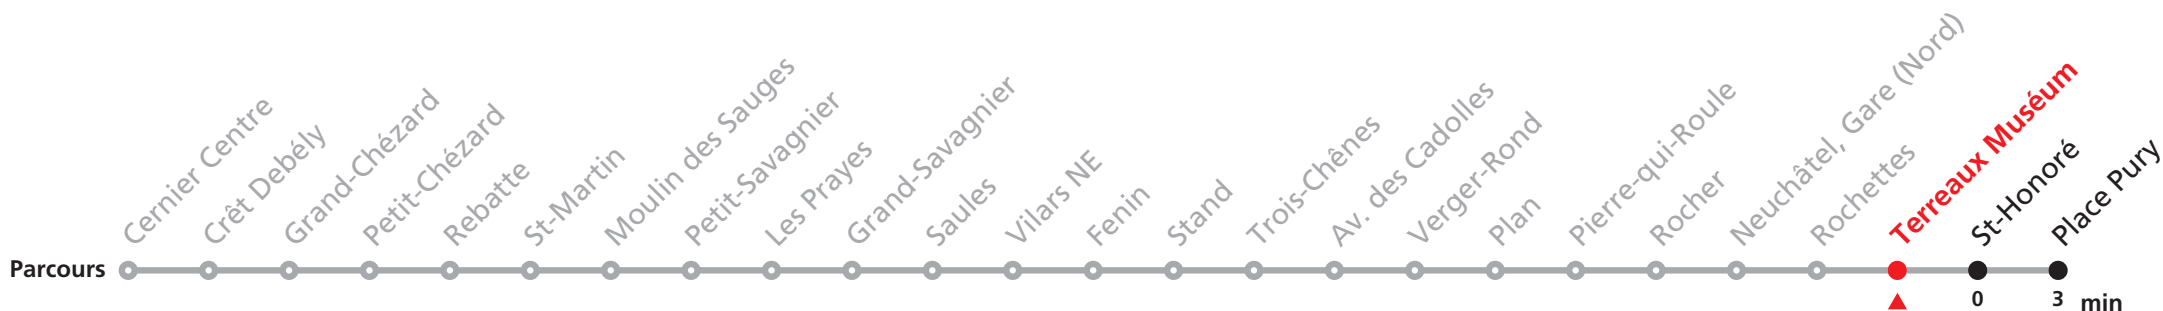 Cernier Centre
Crêt Debély
Grand-Chézard
Petit-Chézard
Rebatte
St-Martin
Moulin des Sauges
Petit-Savagnier
Les Prayes
Grand-Savagnier
Saules
Vilars NE
Fenin
Stand
Trois-Chênes
Av. des Cadolles
Verger-Rond
Plan
Pierre-qui-Roule
Rocher
Neuchâtel, Gare (Nord)
Rochettes
Terreaux Muséum
St-Honoré
Place Pury
Parcours
0 3 min